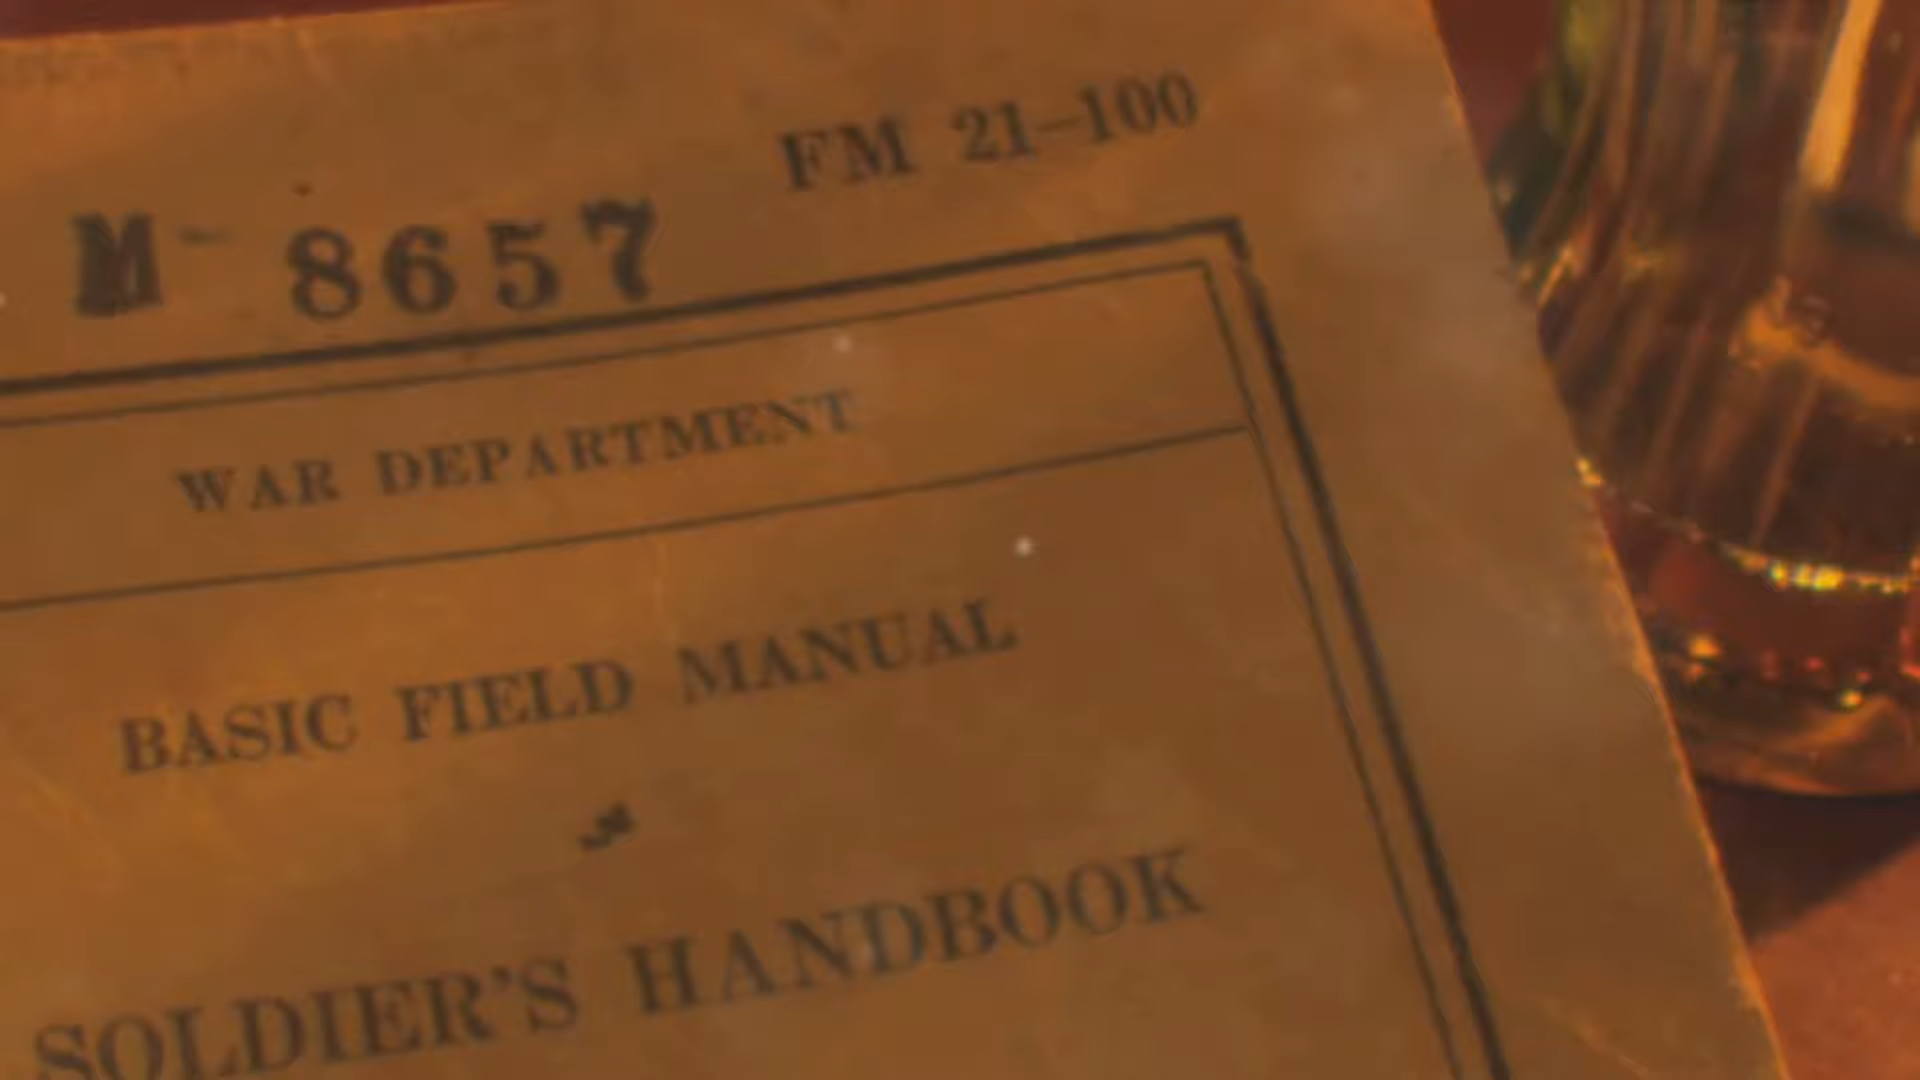 FM 21–100
M- 8657
WAR DEPARTMENT
BASIC FIELD MANUAL
SOLDIER'S HANDBOOK